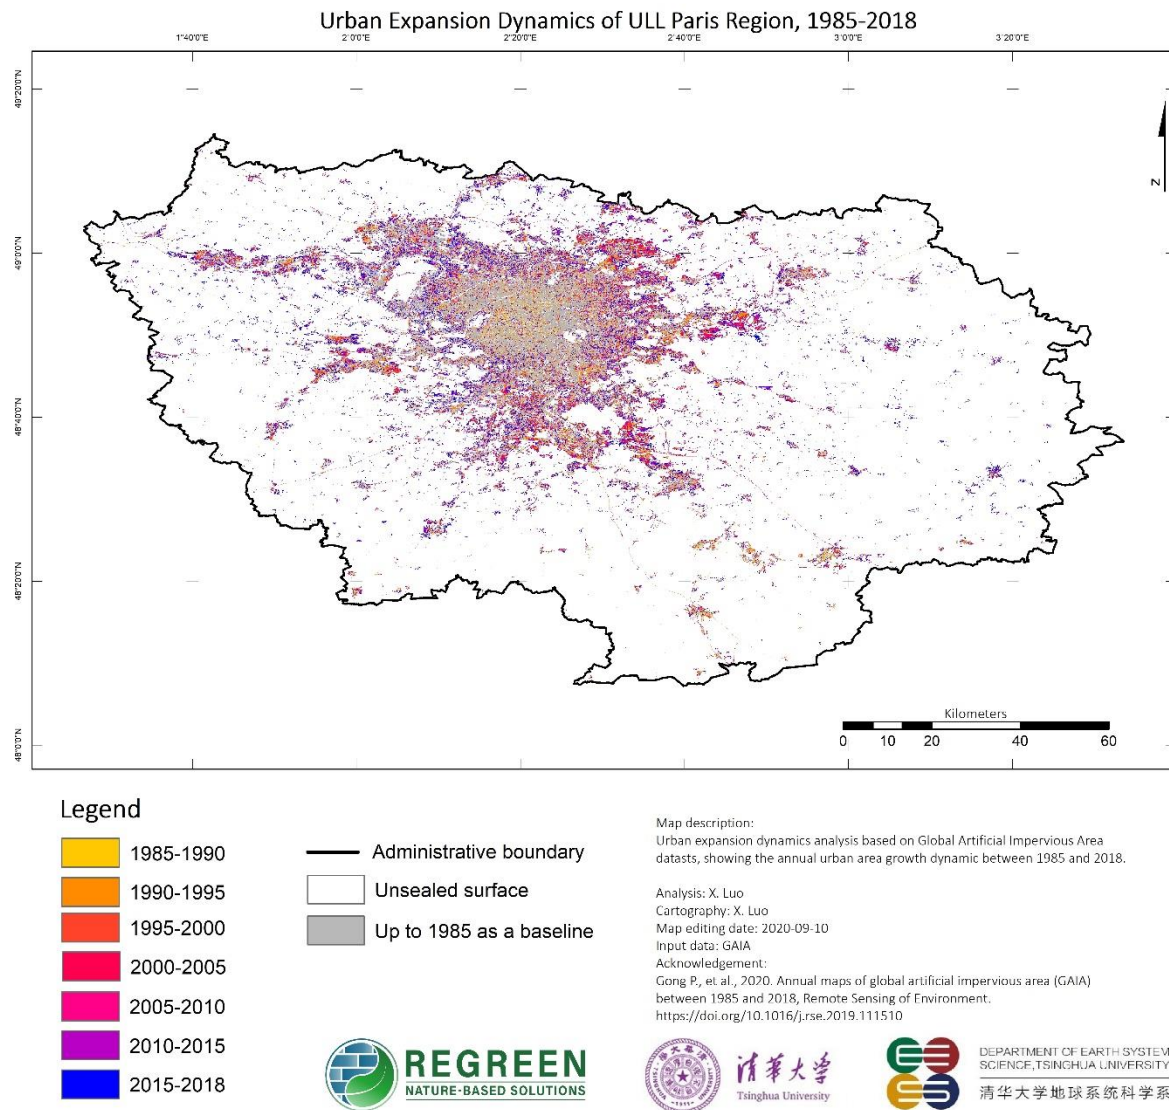 Urban Expansion Dynamics of ULL Paris Region, 1985-2018
1°40'0"E 2°0'0"E 2°20'0"E 2°40'0"E 3°0'0"E 3°20'0"E
49°20'0"N
49°0'0"N
48°40'0"N
48°20'0"N
48°0'0"N
N
Kilometers
0 10 20 40 60
Legend
1985-1990
1990-1995
1995-2000
2000-2005
2005-2010
2010-2015
2015-2018
Administrative boundary
Unsealed surface
Up to 1985 as a baseline
Map description:
Urban expansion dynamics analysis based on Global Artificial Impervious Area
datasts, showing the annual urban area growth dynamic between 1985 and 2018.
Analysis: X. Luo
Cartography: X. Luo
Map editing date: 2020-09-10
Input data: GAIA
Acknowledgement:
Gong P., et al., 2020. Annual maps of global artificial impervious area (GAIA)
between 1985 and 2018, Remote Sensing of Environment.
https://doi.org/10.1016/j.rse.2019.111510
REGREEN
NATURE-BASED SOLUTIONS
清華大学
Tsinghua University
DEPARTMENT OF EARTH SYSTEM
SCIENCE,TSINGHUA UNIVERSITY
清华大学地球系统科学系